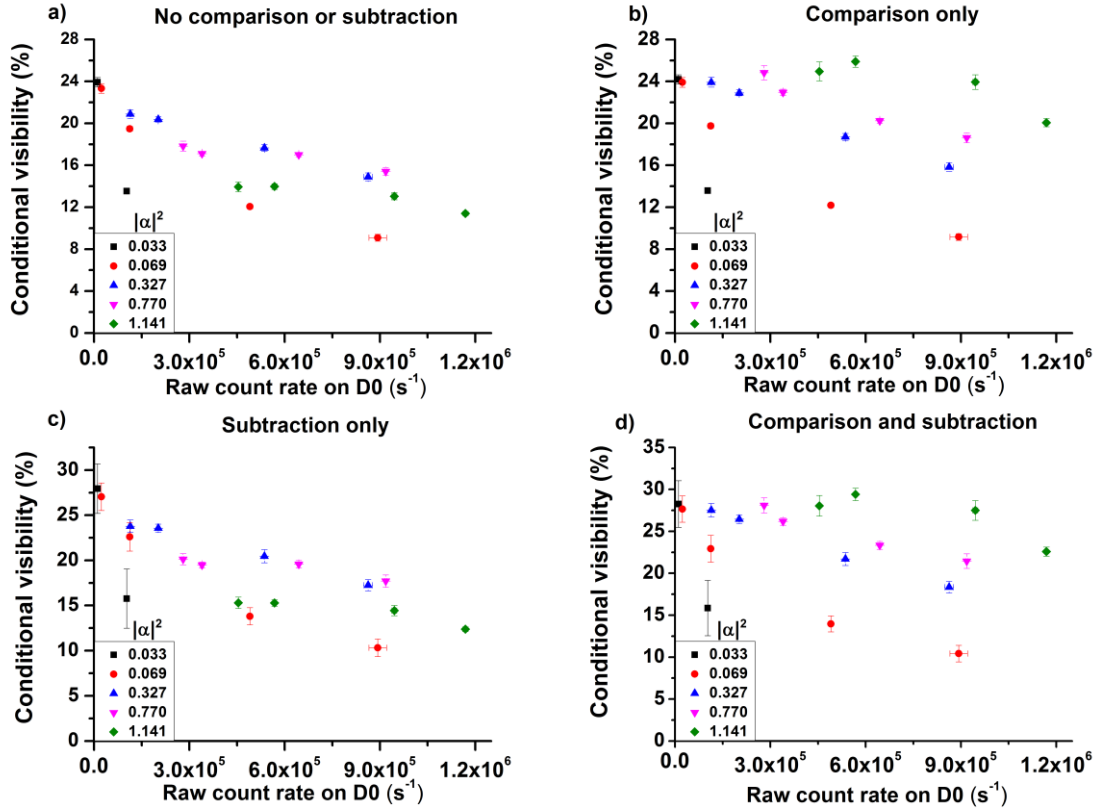 a)
No comparison or subtraction
Conditional visibility (%)
28
24
20
16
12
8
4
0
|α|²
0.033
0.069
0.327
0.770
1.141
0.0 3.0x10⁵ 6.0x10⁵ 9.0x10⁵ 1.2x10⁶
Raw count rate on D0 (s⁻¹)
b)
Comparison only
Conditional visibility (%)
28
24
20
16
12
8
4
0
|α|²
0.033
0.069
0.327
0.770
1.141
0.0 3.0x10⁵ 6.0x10⁵ 9.0x10⁵ 1.2x10⁶
Raw count rate on D0 (s⁻¹)
c)
Subtraction only
Conditional visibility (%)
30
25
20
15
10
5
0
|α|²
0.033
0.069
0.327
0.770
1.141
0.0 3.0x10⁵ 6.0x10⁵ 9.0x10⁵ 1.2x10⁶
Raw count rate on D0 (s⁻¹)
d)
Comparison and subtraction
Conditional visibility (%)
35
30
25
20
15
10
5
0
|α|²
0.033
0.069
0.327
0.770
1.141
0.0 3.0x10⁵ 6.0x10⁵ 9.0x10⁵ 1.2x10⁶
Raw count rate on D0 (s⁻¹)